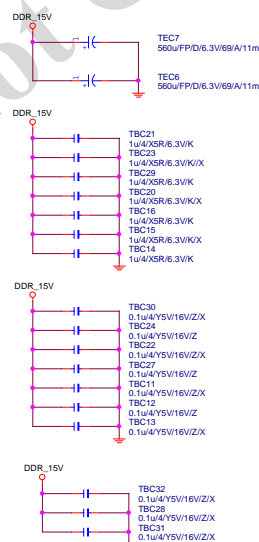 DDR_15V
1
TEC7
560u/FP/D/6.3V/69/A/11m
1
TEC6
560u/FP/D/6.3V/69/A/11m
DDR_15V
TBC21
1u/4/X5R/6.3V/K
TBC23
1u/4/X5R/6.3V/K//X
TBC29
1u/4/X5R/6.3V/K
TBC20
1u/4/X5R/6.3V/K/X
TBC16
1u/4/X5R/6.3V/K
TBC15
1u/4/X5R/6.3V/K/X
TBC14
1u/4/X5R/6.3V/K
DDR_15V
TBC30
0.1u/4/Y5V/16V/Z/X
TBC24
0.1u/4/Y5V/16V/Z
TBC22
0.1u/4/Y5V/16V/Z/X
TBC27
0.1u/4/Y5V/16V/Z
TBC11
0.1u/4/Y5V/16V/Z/X
TBC12
0.1u/4/Y5V/16V/Z
TBC13
0.1u/4/Y5V/16V/Z/X
DDR_15V
TBC32
0.1u/4/Y5V/16V/Z/X
TBC28
0.1u/4/Y5V/16V/Z/X
TBC31
0.1u/4/Y5V/16V/Z/X